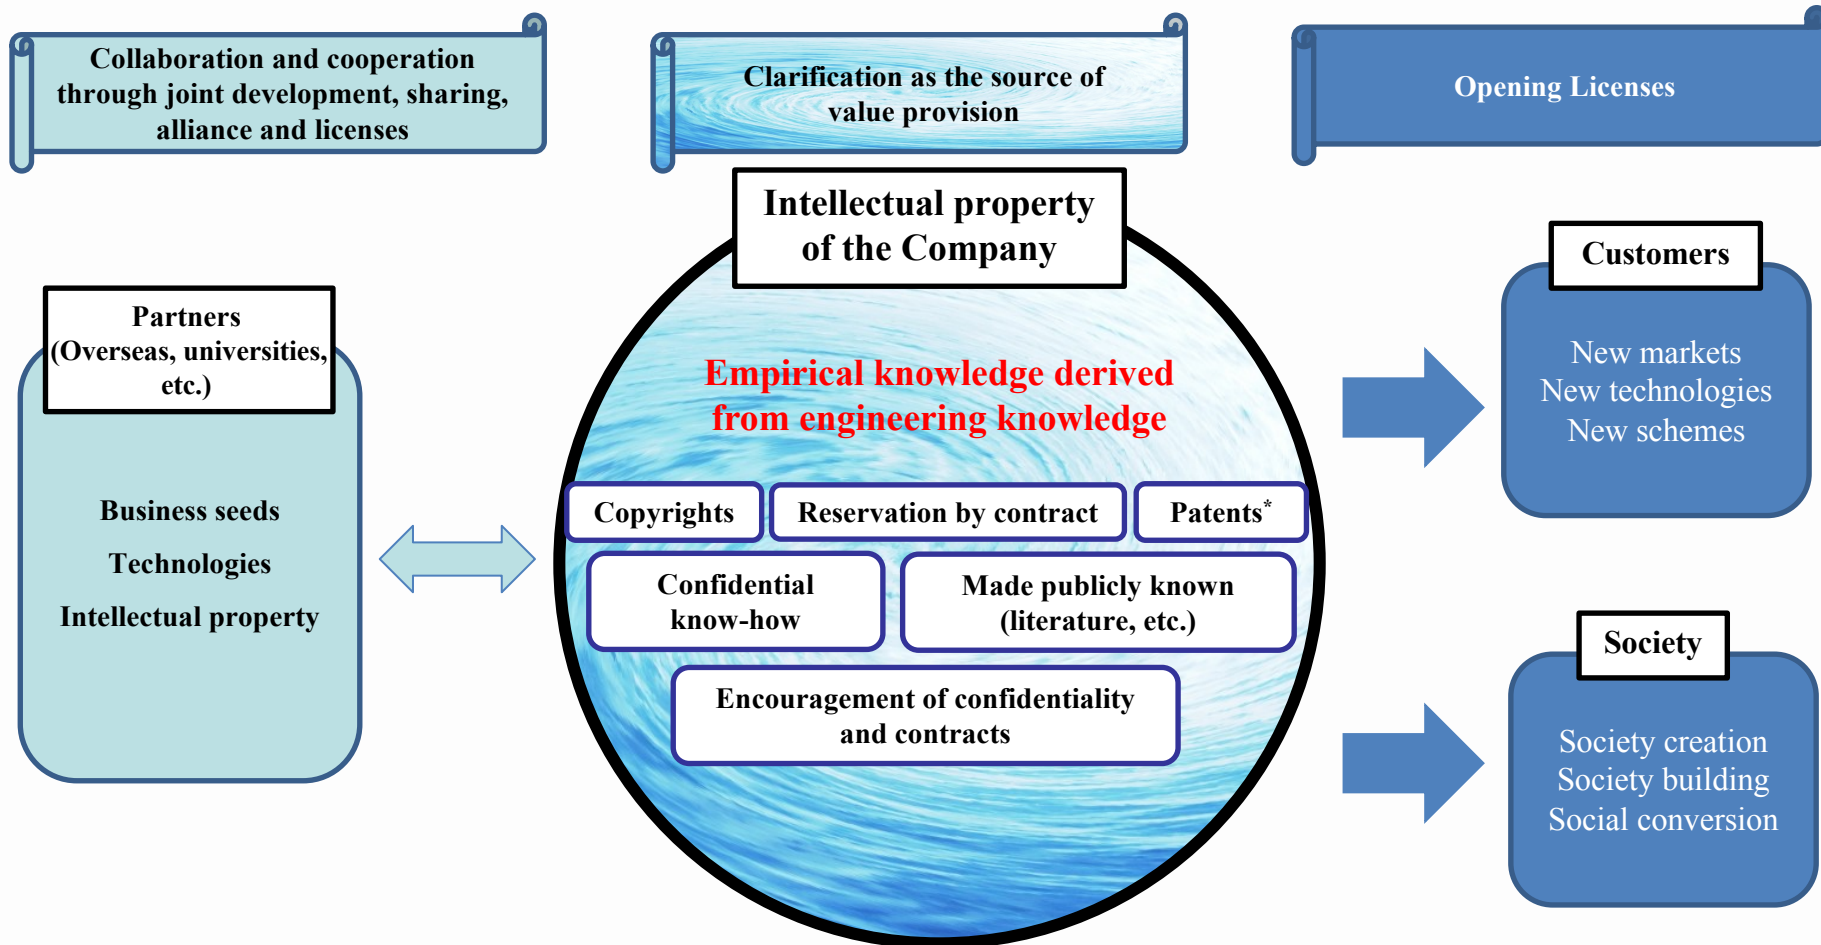 Collaboration and cooperation
through joint development, sharing,
alliance and licenses
Clarification as the source of
value provision
Opening Licenses
Partners
(Overseas, universities,
etc.)
Business seeds
Technologies
Intellectual property
Intellectual property
of the Company
Empirical knowledge derived
from engineering knowledge
Copyrights
Reservation by contract
Patents*
Confidential
know-how
Made publicly known
(literature, etc.)
Encouragement of confidentiality
and contracts
Customers
New markets
New technologies
New schemes
Society
Society creation
Society building
Social conversion